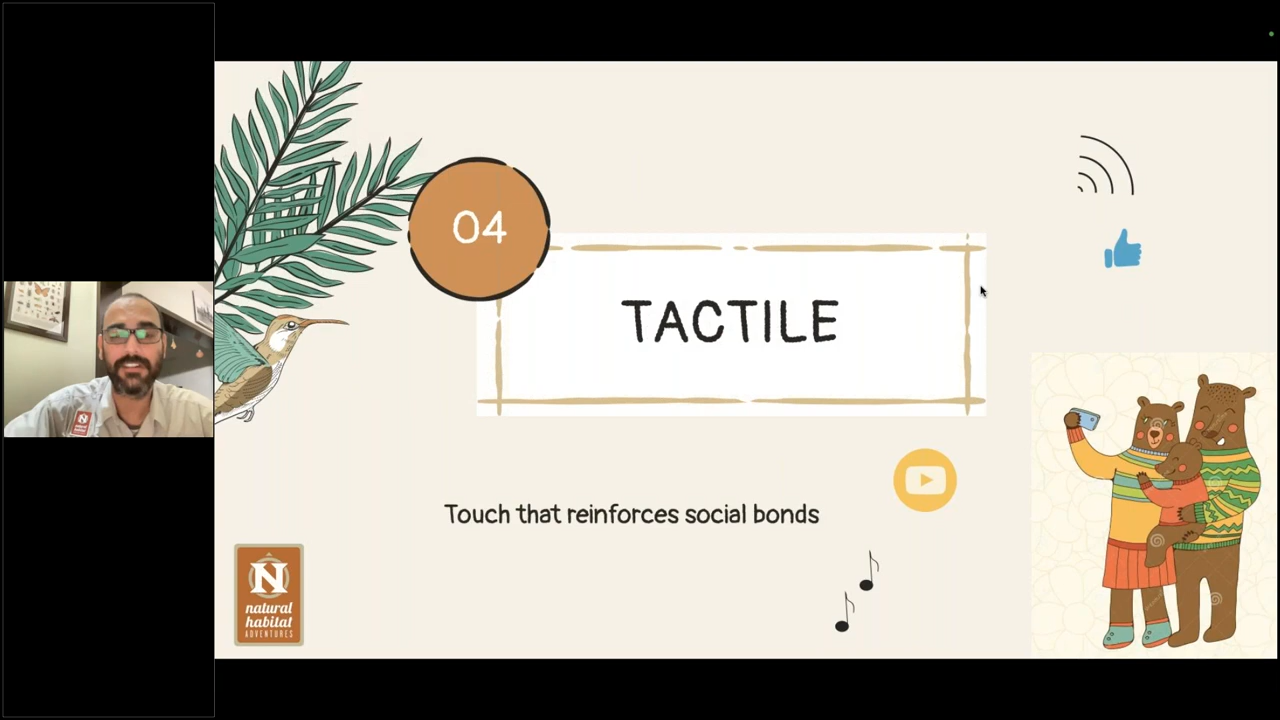 04
TACTILE
Touch that reinforces social bonds
N
natural
habitat
ADVENTURES